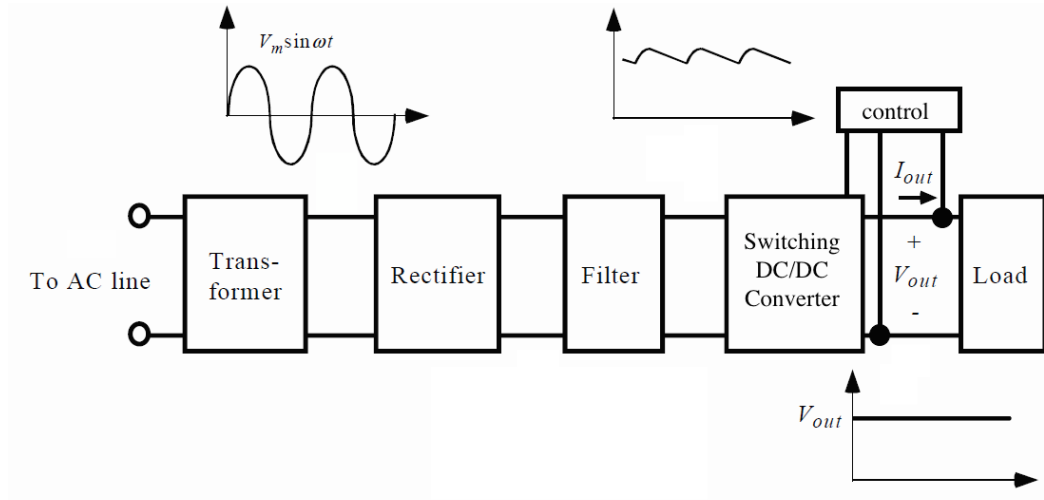 V_m sin ωt
control
I_out
To AC line
Trans-
former
Rectifier
Filter
Switching
DC/DC
Converter
+
V_out
-
Load
V_out